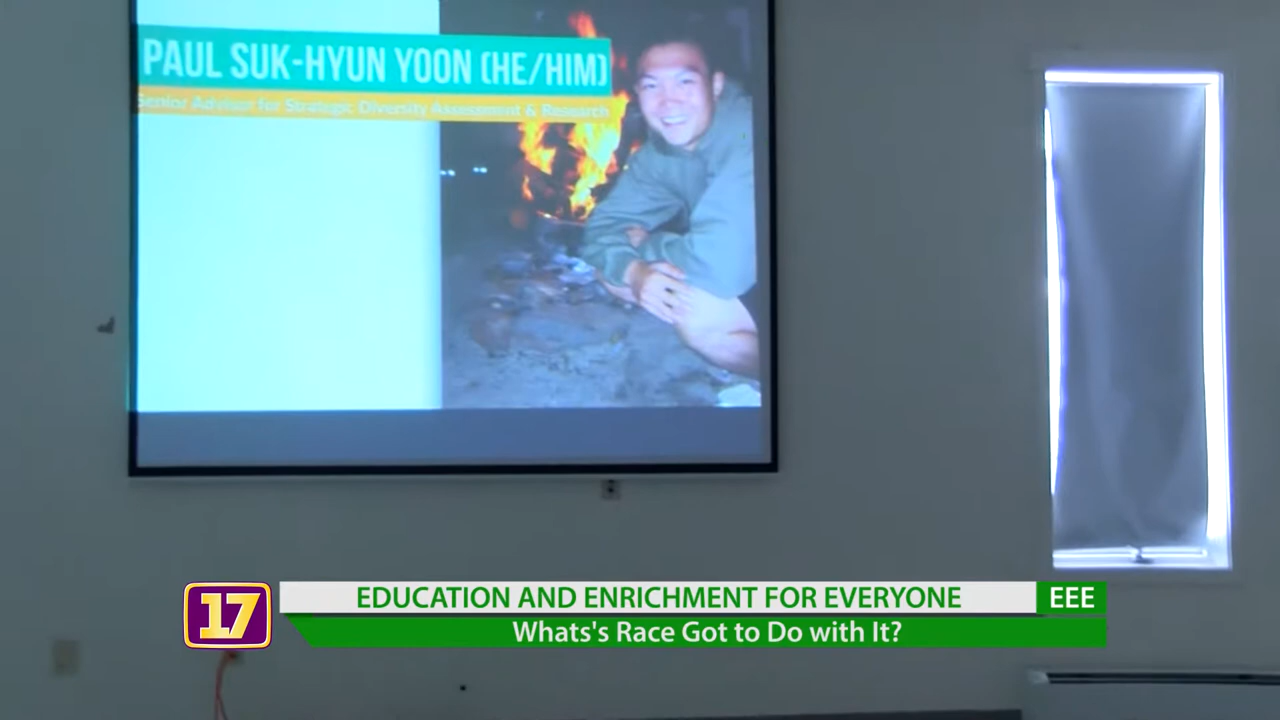 PAUL SUK-HYUN YOON (HE/HIM)
Senior Advisor for Strategic Diversity Assessment & Research
17
EDUCATION AND ENRICHMENT FOR EVERYONE
EEE
Whats's Race Got to Do with It?